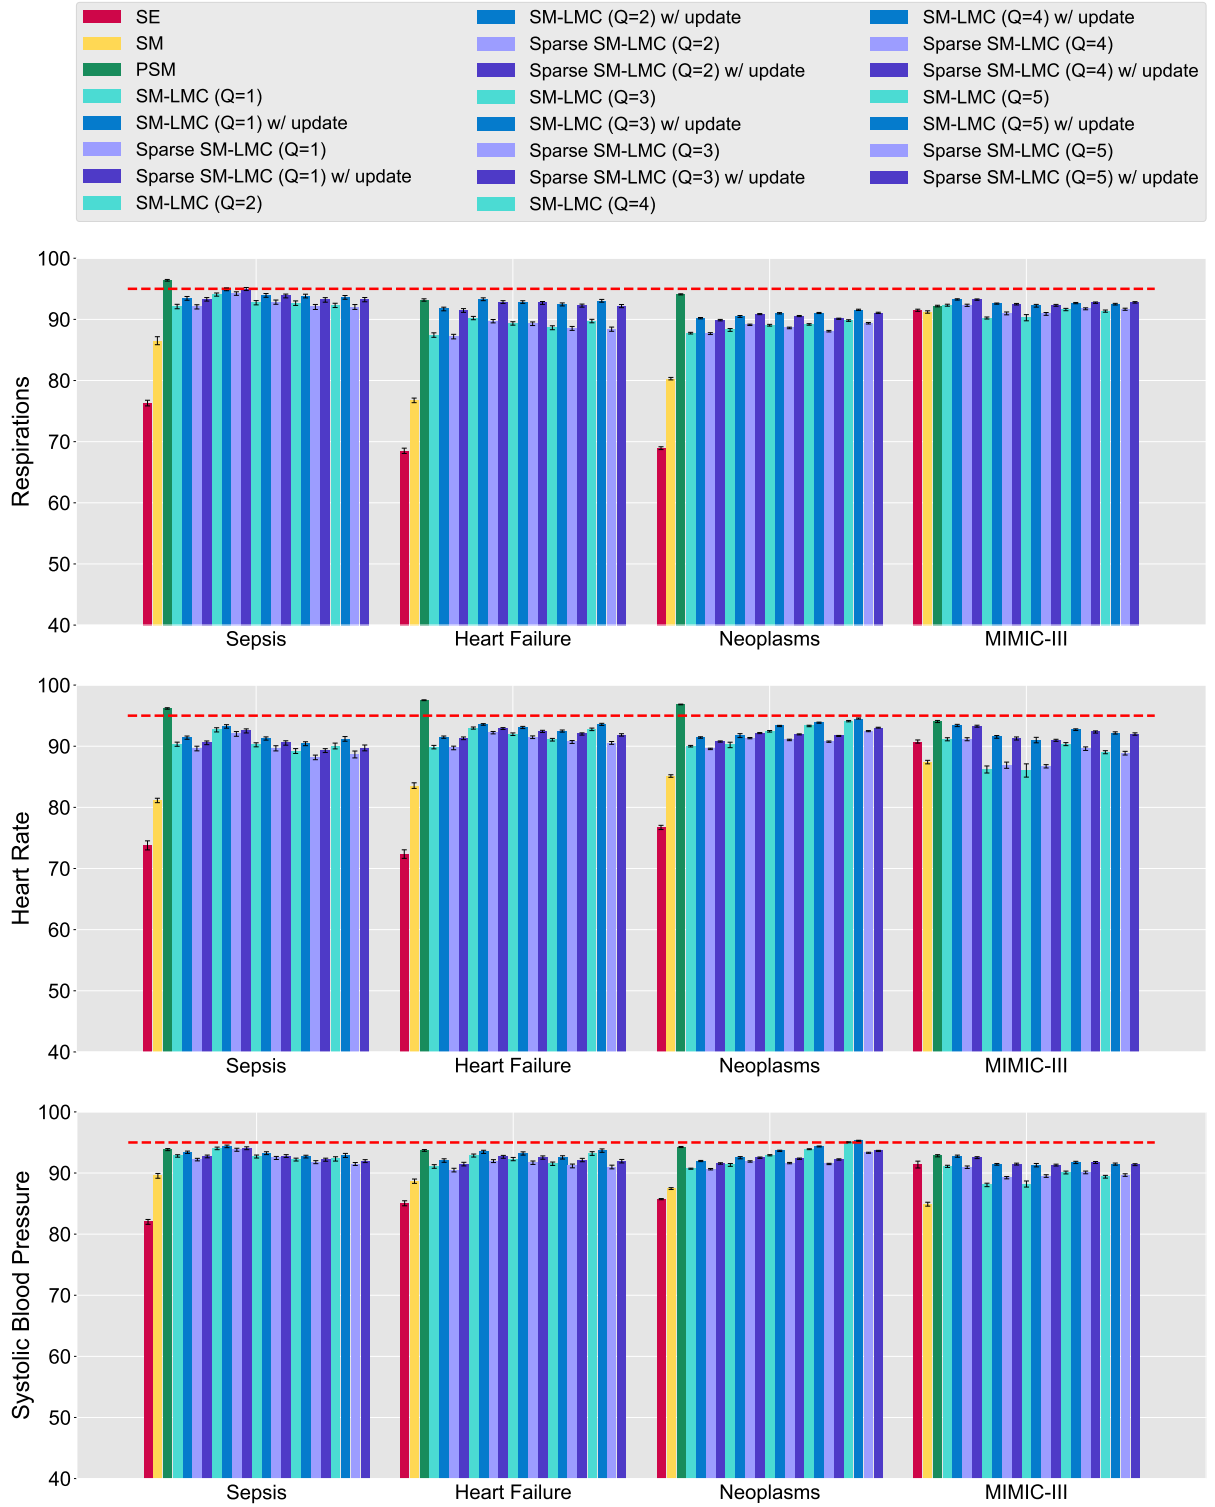 SE
SM
PSM
SM-LMC (Q=1)
SM-LMC (Q=1) w/ update
Sparse SM-LMC (Q=1)
Sparse SM-LMC (Q=1) w/ update
SM-LMC (Q=2)
SM-LMC (Q=2) w/ update
Sparse SM-LMC (Q=2)
Sparse SM-LMC (Q=2) w/ update
SM-LMC (Q=3)
SM-LMC (Q=3) w/ update
Sparse SM-LMC (Q=3)
Sparse SM-LMC (Q=3) w/ update
SM-LMC (Q=4)
SM-LMC (Q=4) w/ update
Sparse SM-LMC (Q=4)
Sparse SM-LMC (Q=4) w/ update
SM-LMC (Q=5)
SM-LMC (Q=5) w/ update
Sparse SM-LMC (Q=5)
Sparse SM-LMC (Q=5) w/ update
Respirations
100
90
80
70
60
50
40
Sepsis Heart Failure Neoplasms MIMIC-III
Heart Rate
100
90
80
70
60
50
40
Sepsis Heart Failure Neoplasms MIMIC-III
Systolic Blood Pressure
100
90
80
70
60
50
40
Sepsis Heart Failure Neoplasms MIMIC-III